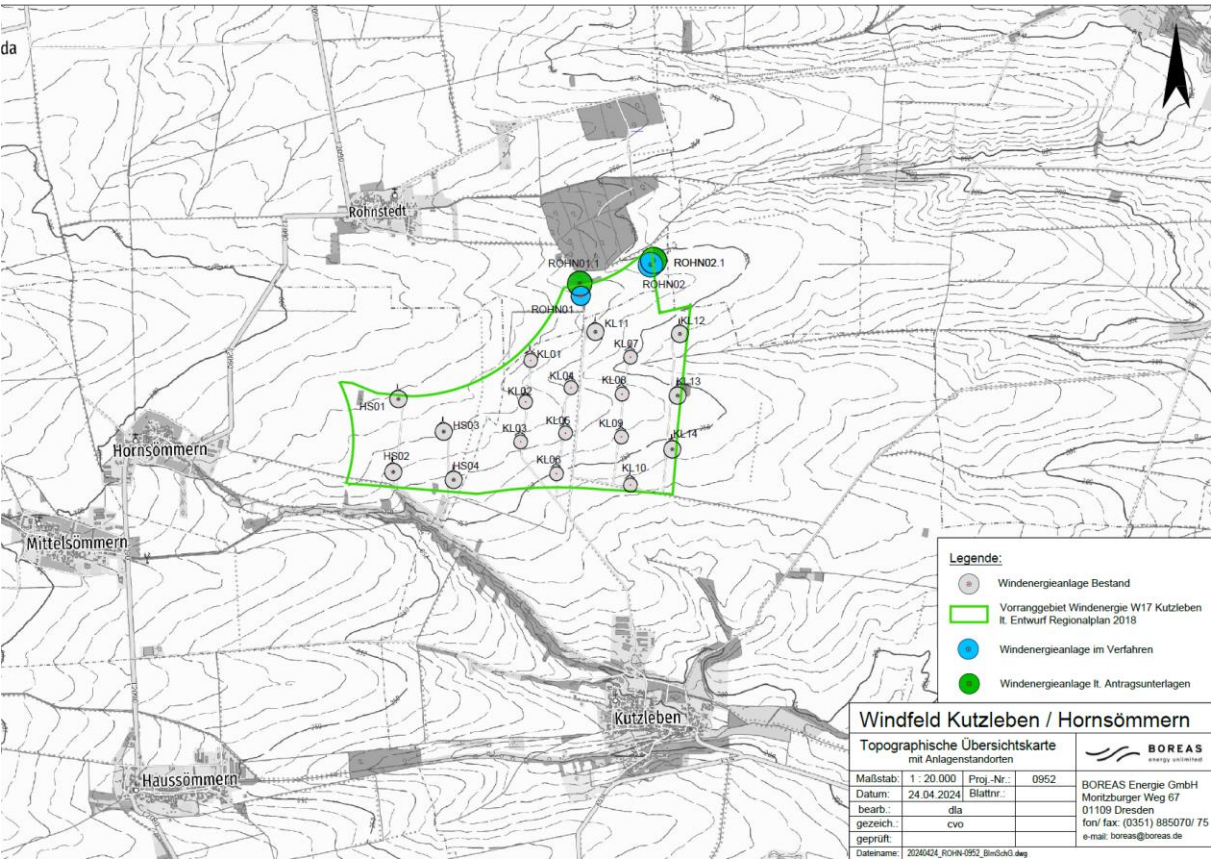 da
Rohnstedt
ROHN01.1
ROHN02.1
ROHN02
ROHN01
KL11
KL12
KL01
KL07
KL04
KL08
KL13
KL02
HS01
HS03
KL03
KL05
KL09
KL14
Hornsömmern
HS02
HS04
KL06
KL10
Mittelsömmern
Kutzleben
Haussömmern
Legende:
Windenergieanlage Bestand
Vorranggebiet Windenergie W17 Kutzleben
lt. Entwurf Regionalplan 2018
Windenergieanlage im Verfahren
Windenergieanlage lt. Antragsunterlagen
Windfeld Kutzleben / Hornsömmern
Topographische Übersichtskarte
mit Anlagenstandorten
BOREAS
energy unlimited
Maßstab: 1 : 20.000 Proj.-Nr.: 0952
Datum: 24.04.2024 Blattnr.:
bearb.: dla
gezeich.: cvo
geprüft:
BOREAS Energie GmbH
Moritzburger Weg 67
01109 Dresden
fon/ fax: (0351) 885070/ 75
e-mail: boreas@boreas.de
Dateiname: 20240424_ROHN-0952_BImSchG.dwg